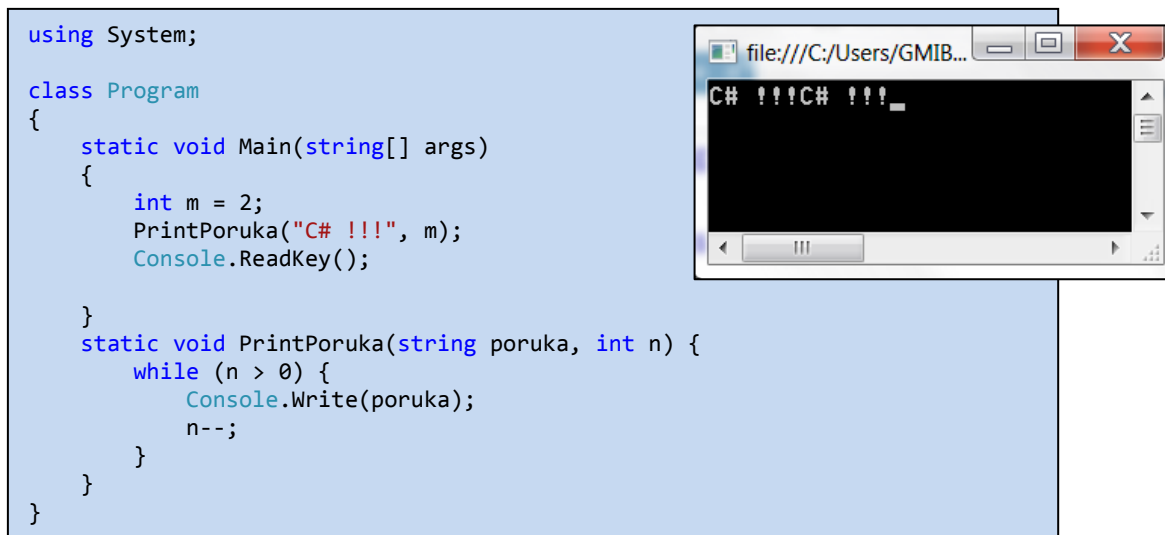 using System;
class Program
{
    static void Main(string[] args)
    {
        int m = 2;
        PrintPoruka("C# !!!", m);
        Console.ReadKey();

    }
    static void PrintPoruka(string poruka, int n) {
        while (n > 0) {
            Console.Write(poruka);
            n--;
        }
    }
}
file:///C:/Users/GMIB...
C# !!!C# !!!_